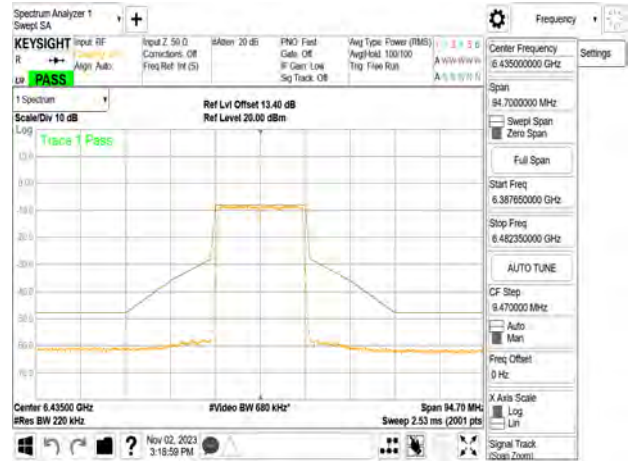 Spectrum Analyzer 1
Swept SA
Frequency
KEYSIGHT
Input: RF
Align: Auto
Input Z: 50 Ω
Corrections: Off
Freq Ref: Int (S)
#Atten: 20 dB
PNO: Fast
Gate: Off
IF Gain: Low
Sig Track: Off
Avg Type: Power (RMS)
Avg|Hold: 100/100
Trig: Free Run
PASS
1 Spectrum
Scale/Div 10 dB
Ref Lvl Offset 13.40 dB
Ref Level 20.00 dBm
Log
Trace 1 Pass
Center 6.43500 GHz
#Res BW 220 kHz
#Video BW 680 kHz*
Span 94.70 MHz
Sweep 2.53 ms (2001 pts
Nov 02, 2023
3:18:59 PM
Center Frequency
6.435000000 GHz
Settings
Span
94.7000000 MHz
Swept Span
Zero Span
Full Span
Start Freq
6.387650000 GHz
Stop Freq
6.482350000 GHz
AUTO TUNE
CF Step
9.470000 MHz
Auto
Man
Freq Offset
0 Hz
X Axis Scale
Log
Lin
Signal Track
(Span Zoom)